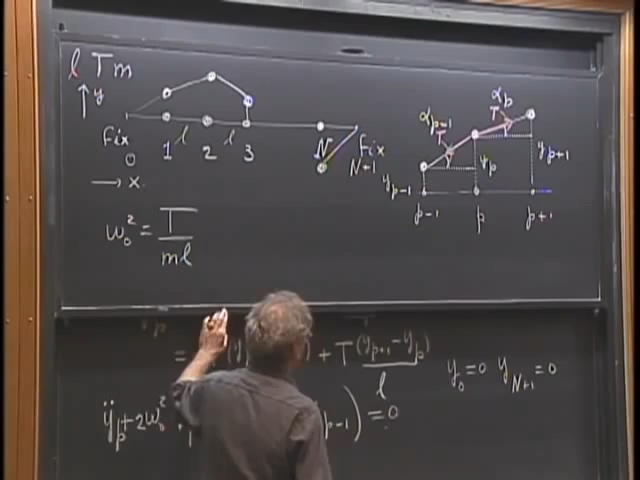 l T m
y
Fix 0 1 l 2 l 3 N Fix N+1
→ x
ω₀² = T / ml
α_{p-1} T T α_p
y_{p-1} y_p y_{p+1}
p-1 p p+1
= + T (y_{p+1} - y_p) / l
y₀ = 0 y_{N+1} = 0
ÿ_p + 2ω₀² p-1) = 0